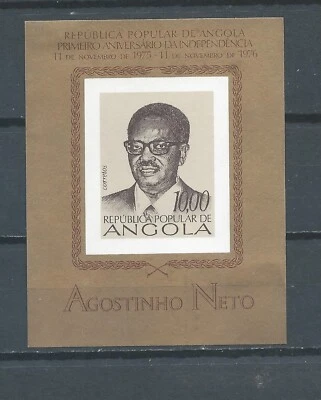 REPÚBLICA POPULAR DE ANGOLA
PRIMEIRO ANIVERSÁRIO DA INDEPENDÊNCIA
11 DE NOVEMBRO DE 1975 - 11 DE NOVEMBRO DE 1976
CORREIOS
10,00
REPÚBLICA POPULAR DE
ANGOLA
AGOSTINHO NETO